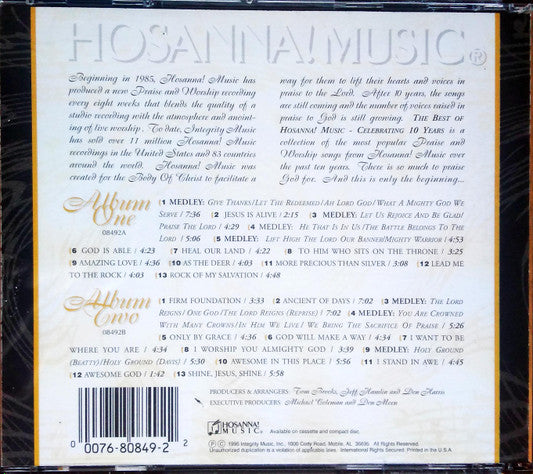 HOSANNA! MUSIC®
Beginning in 1985, Hosanna! Music has
produced a new Praise and Worship recording
every eight weeks that blends the quality of a
studio recording with the atmosphere and anoint-
ing of live worship. To date, Integrity Music has
has sold over 11 million Hosanna! Music
recordings in the United States and 83 countries
around the world. Hosanna! Music was
created for the Body Of Christ to facilitate a
way for them to lift their hearts and voices in
praise to the Lord. After 10 years, the songs
are still coming and the number of voices raised
in praise to God is still growing. THE BEST OF
HOSANNA! MUSIC - CELEBRATING 10 YEARS is a
collection of the most popular Praise and
Worship songs from Hosanna! Music over
the past ten years. There is so much to praise
God for. And this is only the beginning...
Album
One
08492A
(1 MEDLEY: GIVE THANKS/LET THE REDEEMED/AH LORD GOD/WHAT A MIGHTY GOD WE
SERVE / 7:36 (2 JESUS IS ALIVE / 2:15 (3 MEDLEY: LET US REJOICE AND BE GLAD/
PRAISE THE LORD / 4:29 (4 MEDLEY: HE THAT IS IN US/THE BATTLE BELONGS TO THE
LORD / 5:06 (5 MEDLEY: LIFT HIGH THE LORD OUR BANNER/MIGHTY WARRIOR / 4:53
(6 GOD IS ABLE / 4:23 (7 HEAL OUR LAND / 4:22 (8 TO HIM WHO SITS ON THE THRONE / 3:25
(9 AMAZING LOVE / 4:36 (10 AS THE DEER / 4:03 (11 MORE PRECIOUS THAN SILVER / 3:08 (12 LEAD ME
TO THE ROCK / 4:03 (13 ROCK OF MY SALVATION / 4:48
Album
Two
08492B
(1 FIRM FOUNDATION / 3:33 (2 ANCIENT OF DAYS / 7:02 (3 MEDLEY: THE LORD
REIGNS/ONE GOD/THE LORD REIGNS (REPRISE) / 7:02 (4 MEDLEY: YOU ARE CROWNED
WITH MANY CROWNS/IN HIM WE LIVE/WE BRING THE SACRIFICE OF PRAISE / 5:26
(5 ONLY BY GRACE / 4:36 (6 GOD WILL MAKE A WAY / 4:34 (7 I WANT TO BE
WHERE YOU ARE / 4:34 (8 I WORSHIP YOU ALMIGHTY GOD / 3:39 (9 MEDLEY: HOLY GROUND
(BEATTY)/HOLY GROUND (DAVIS) / 5:30 (10 AWESOME IN THIS PLACE / 5:56 (11 I STAND IN AWE / 4:45
(12 AWESOME GOD / 1:42 (13 SHINE, JESUS, SHINE / 5:58
PRODUCERS & ARRANGERS: Tom Brooks, Jeff Hamlin and Don Harris
EXECUTIVE PRODUCERS: Michael Coleman and Don Moen
0 0076-80849-2 2
HOSANNA!
MUSIC.
Available on cassette and compact disc.
Ⓟ © 1995 Integrity Music, Inc., 1000 Cody Road, Mobile, AL 36695. All Rights Reserved.
Unauthorized duplication is a violation of applicable laws. International Copyright Secured. Printed in the U.S.A.